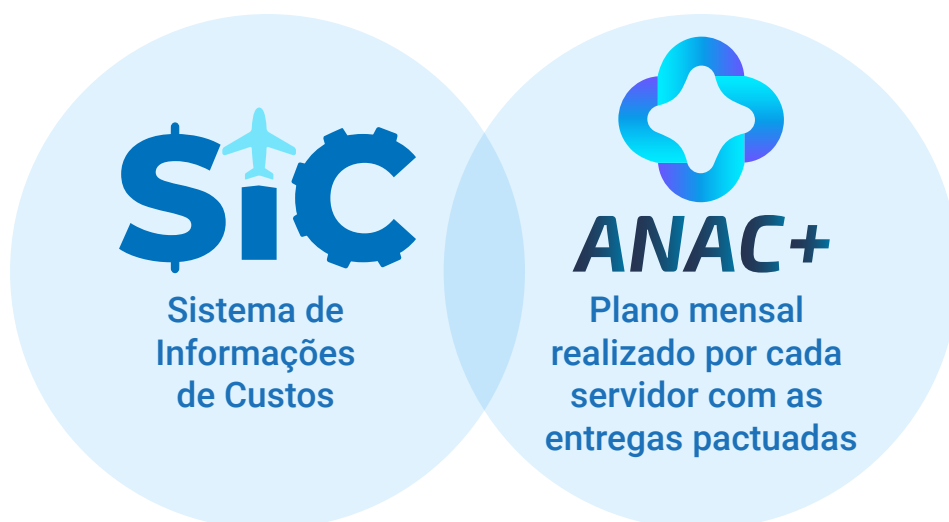 SiC
Sistema de
Informações
de Custos
ANAC+
Plano mensal
realizado por cada
servidor com as
entregas pactuadas